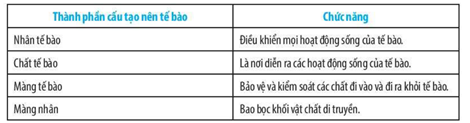 Thành phần cấu tạo nên tế bào Chức năng
Nhân tế bào Điều khiển mọi hoạt động sống của tế bào.
Chất tế bào Là nơi diễn ra các hoạt động sống của tế bào.
Màng tế bào Bảo vệ và kiểm soát các chất đi vào và đi ra khỏi tế bào.
Màng nhân Bao bọc khối vật chất di truyền.